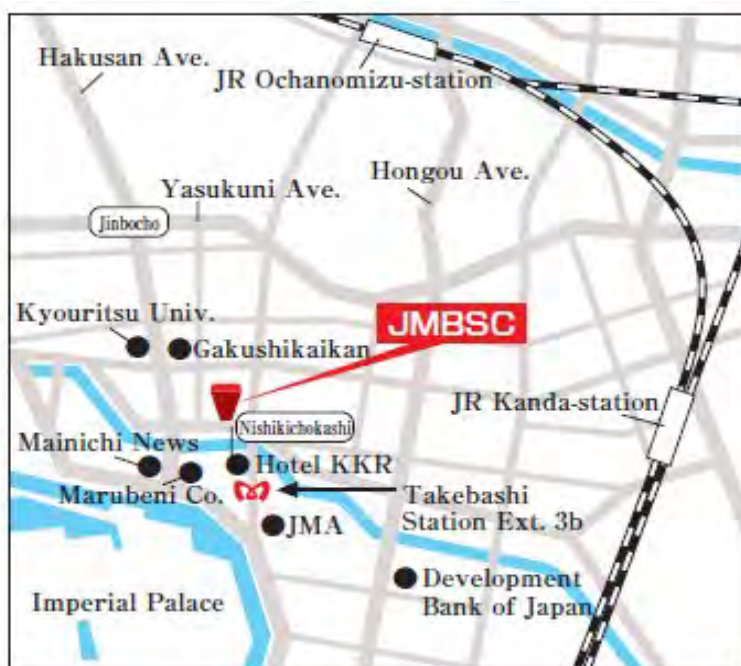 Hakusan Ave.
JR Ochanomizu-station
Yasukuni Ave.
Hongou Ave.
Jinbocho
Kyouritsu Univ.
Gakushikaikan
JMBSC
JR Kanda-station
Nishikichokashi
Mainichi News
Hotel KKR
Marubeni Co.
Takebashi
Station Ext. 3b
JMA
Development
Bank of Japan
Imperial Palace